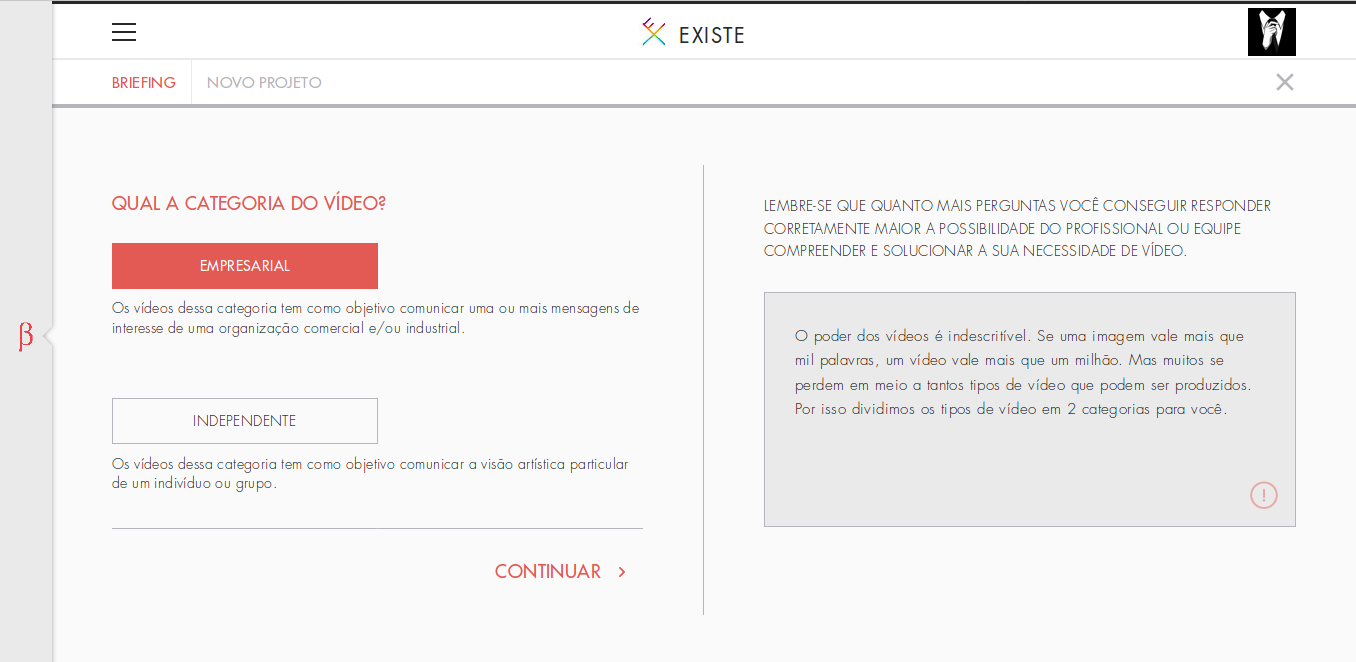 EXISTE
BRIEFING
NOVO PROJETO
QUAL A CATEGORIA DO VÍDEO?
EMPRESARIAL
Os vídeos dessa categoria tem como objetivo comunicar uma ou mais mensagens de
interesse de uma organização comercial e/ou industrial.
β
INDEPENDENTE
Os vídeos dessa categoria tem como objetivo comunicar a visão artística particular
de um indivíduo ou grupo.
CONTINUAR >
LEMBRE-SE QUE QUANTO MAIS PERGUNTAS VOCÊ CONSEGUIR RESPONDER
CORRETAMENTE MAIOR A POSSIBILIDADE DO PROFISSIONAL OU EQUIPE
COMPREENDER E SOLUCIONAR A SUA NECESSIDADE DE VÍDEO.
O poder dos vídeos é indescritível. Se uma imagem vale mais que
mil palavras, um vídeo vale mais que um milhão. Mas muitos se
perdem em meio a tantos tipos de vídeo que podem ser produzidos.
Por isso dividimos os tipos de vídeo em 2 categorias para você.
!